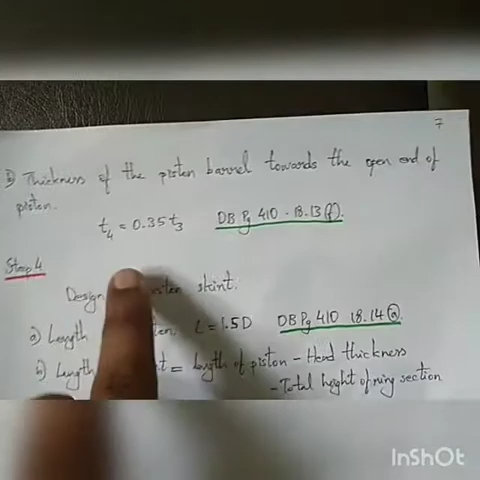 7
B) Thickness of the piston barrel towards the open end of
piston.
t4 = 0.35 t3 DB Pg 410 · 18.13 (f).
Step 4
Design skirt.
a) Length L = 1.5D DB Pg 410 18.14 (a).
b) Length = length of piston - Head thickness
- Total height of ring section
InShOt